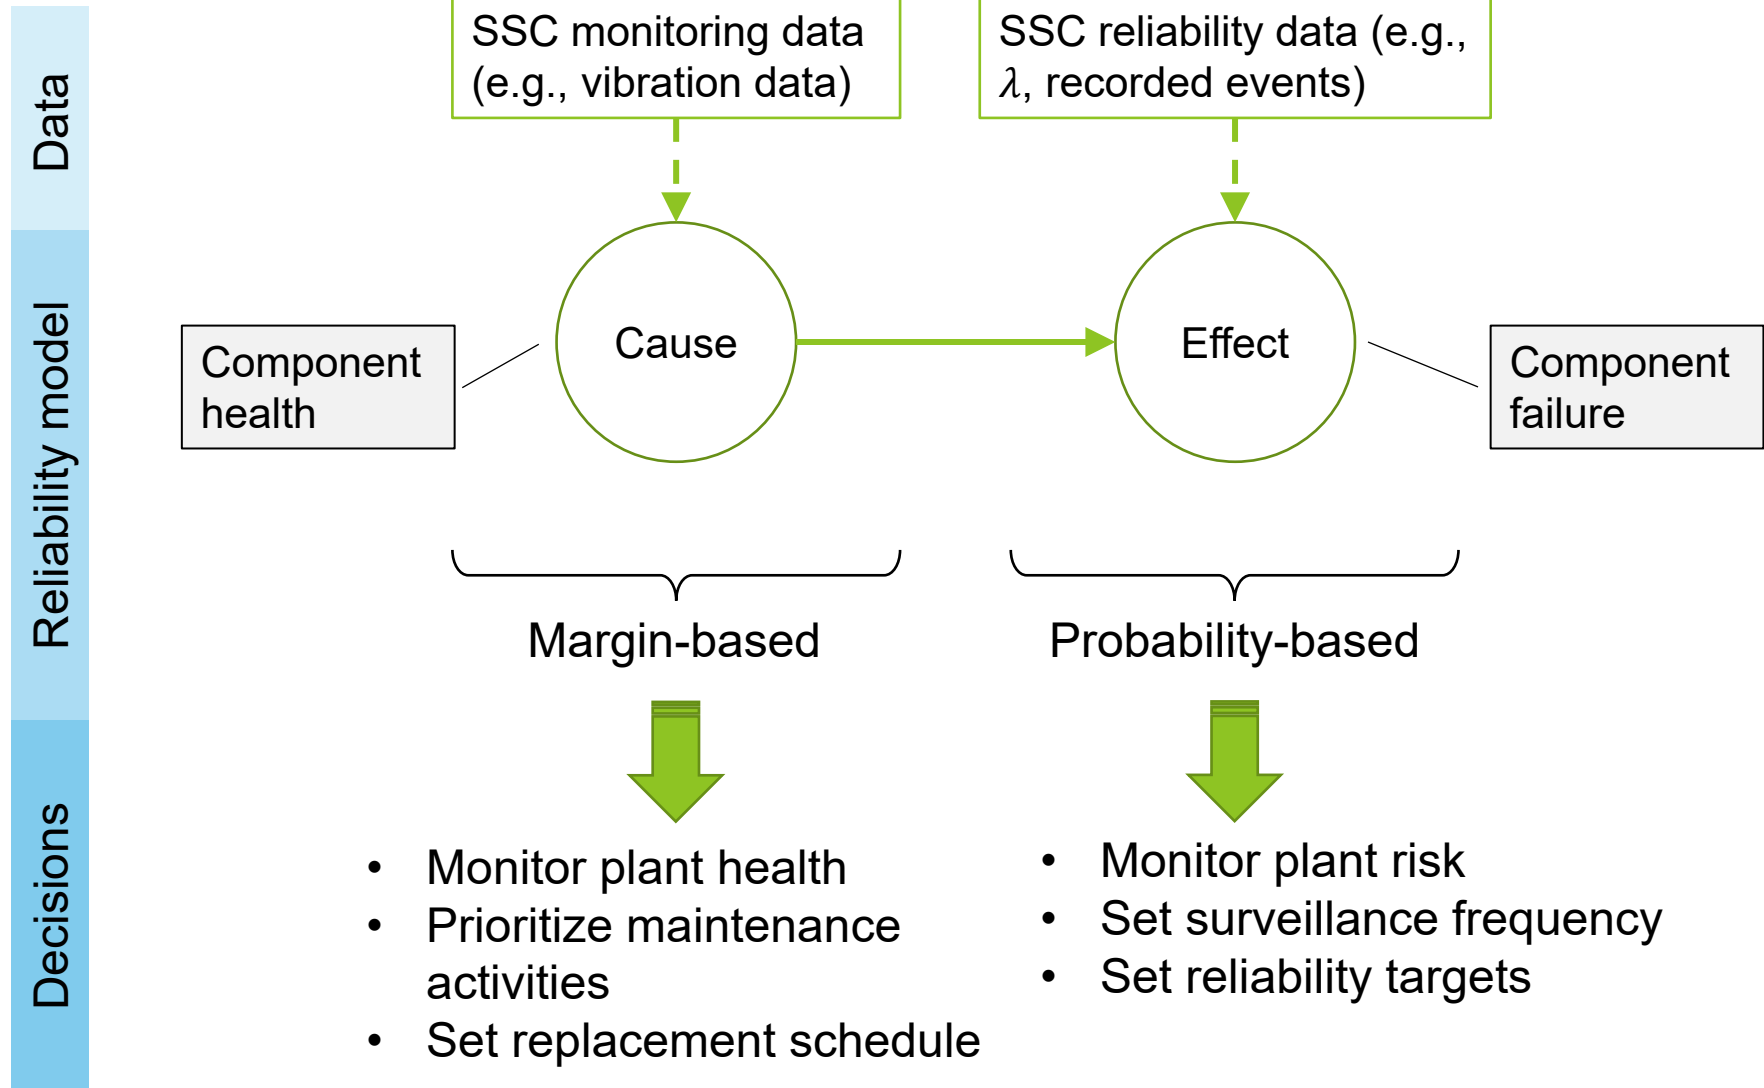 Data
SSC monitoring data
(e.g., vibration data)
SSC reliability data (e.g.,
λ, recorded events)
Reliability model
Component
health
Cause
Effect
Component
failure
Margin-based
Probability-based
Decisions
• Monitor plant health
• Prioritize maintenance
activities
• Set replacement schedule
• Monitor plant risk
• Set surveillance frequency
• Set reliability targets